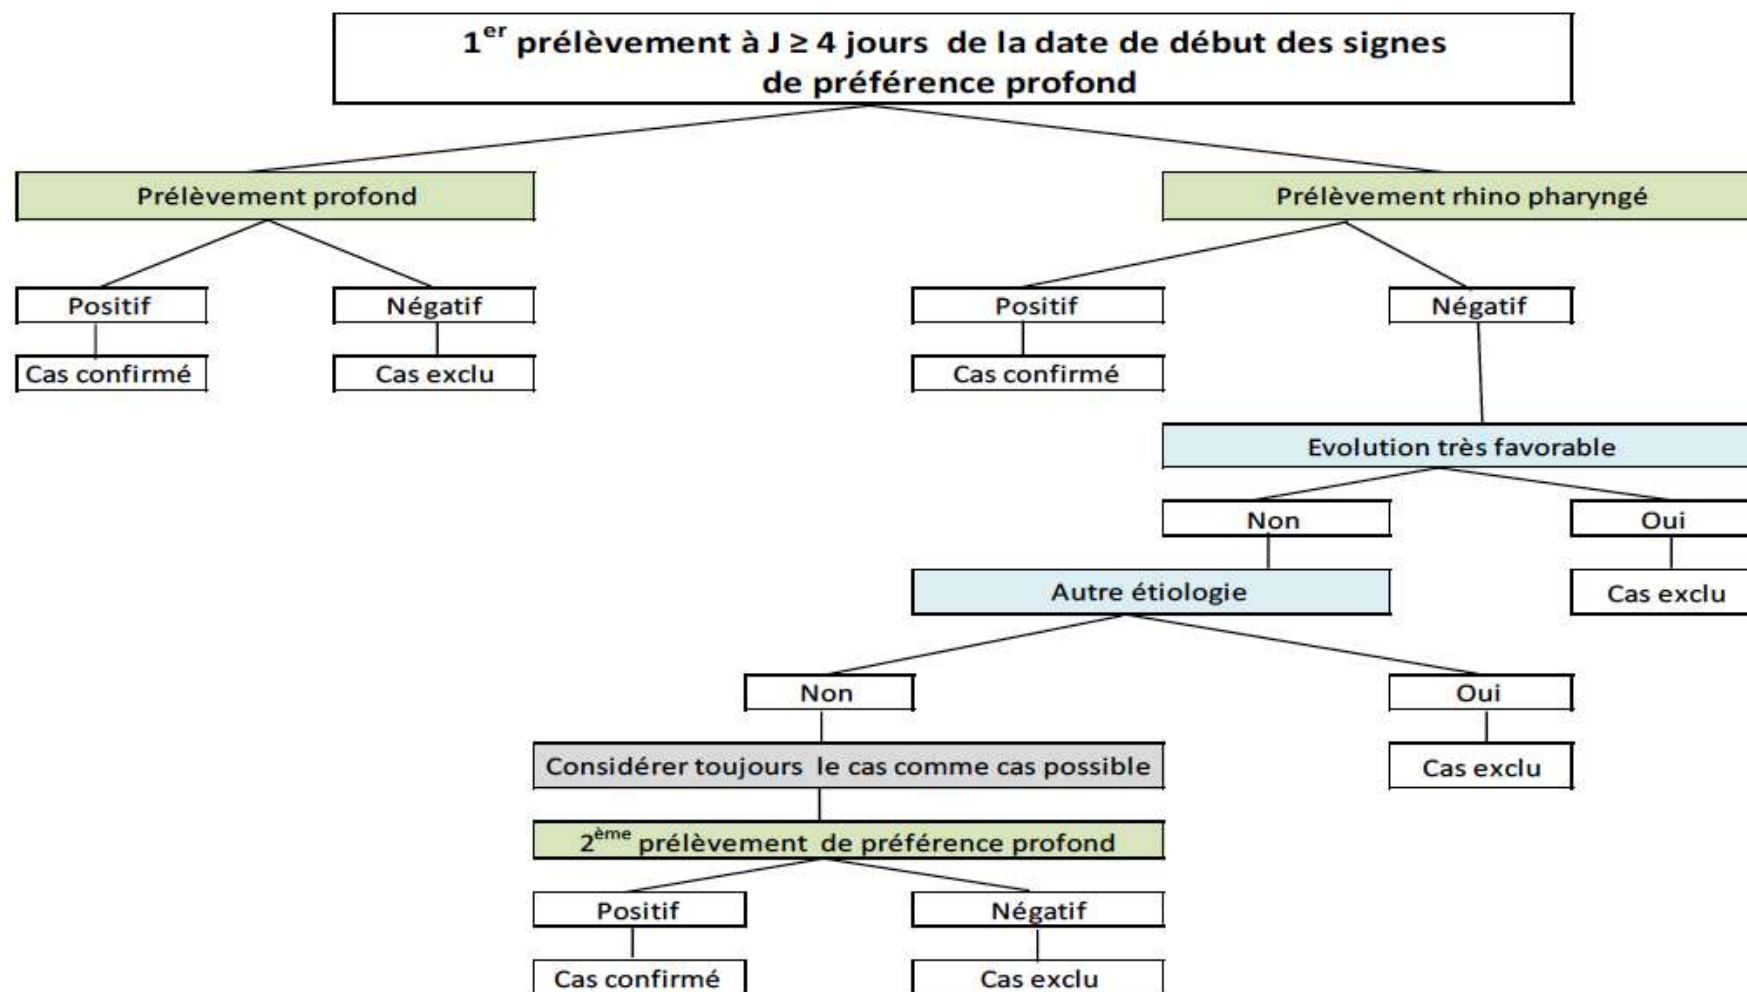 1er prélèvement à J ≥ 4 jours de la date de début des signes
de préférence profond
Prélèvement profond
Prélèvement rhino pharyngé
Positif
Négatif
Positif
Négatif
Cas confirmé
Cas exclu
Cas confirmé
Evolution très favorable
Non
Oui
Autre étiologie
Cas exclu
Non
Oui
Considérer toujours le cas comme cas possible
Cas exclu
2ème prélèvement de préférence profond
Positif
Négatif
Cas confirmé
Cas exclu